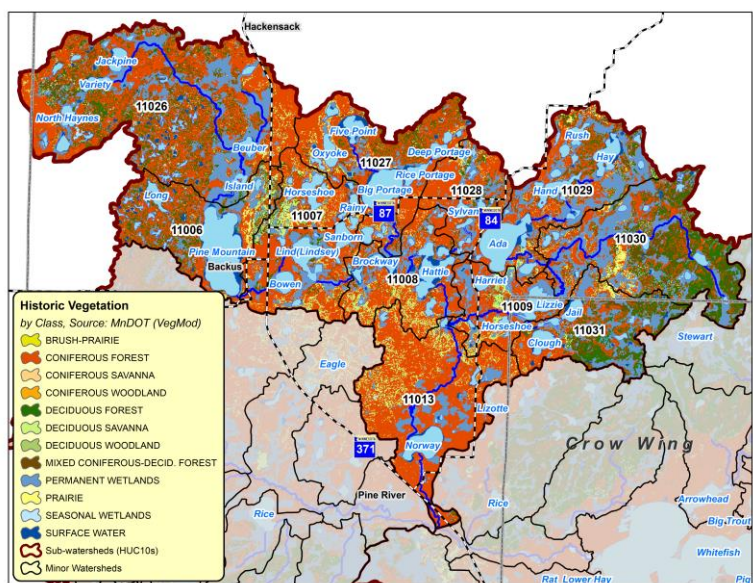 Hackensack
Jackpine
Variety
11026
North Haynes
Five Point
Rush
Deep Portage
Oxyoke
11027
Hay
Beuber
Rice Portage
Big Portage
11028
11029
Hand
Island
Horseshoe
Long
11007
Rainy
87
Sylvan
84
11006
Sanborn
Ada
11030
Pine Mountain
Lind(Lindsey)
Brockway
Backus
Hattie
11008
Harriet
Bowen
11009
Lizzie
Jail
Horseshoe
11031
Clough
Stewart
Eagle
11013
Lizotte
Crow Wing
Norway
371
Pine River
Rice
Rice
Arrowhead
Big Trout
Whitefish
Rat
Lower Hay
Pig
Historic Vegetation
by Class, Source: MnDOT (VegMod)
BRUSH-PRAIRIE
CONIFEROUS FOREST
CONIFEROUS SAVANNA
CONIFEROUS WOODLAND
DECIDUOUS FOREST
DECIDUOUS SAVANNA
DECIDUOUS WOODLAND
MIXED CONIFEROUS-DECID. FOREST
PERMANENT WETLANDS
PRAIRIE
SEASONAL WETLANDS
SURFACE WATER
Sub-watersheds (HUC10s)
Minor Watersheds